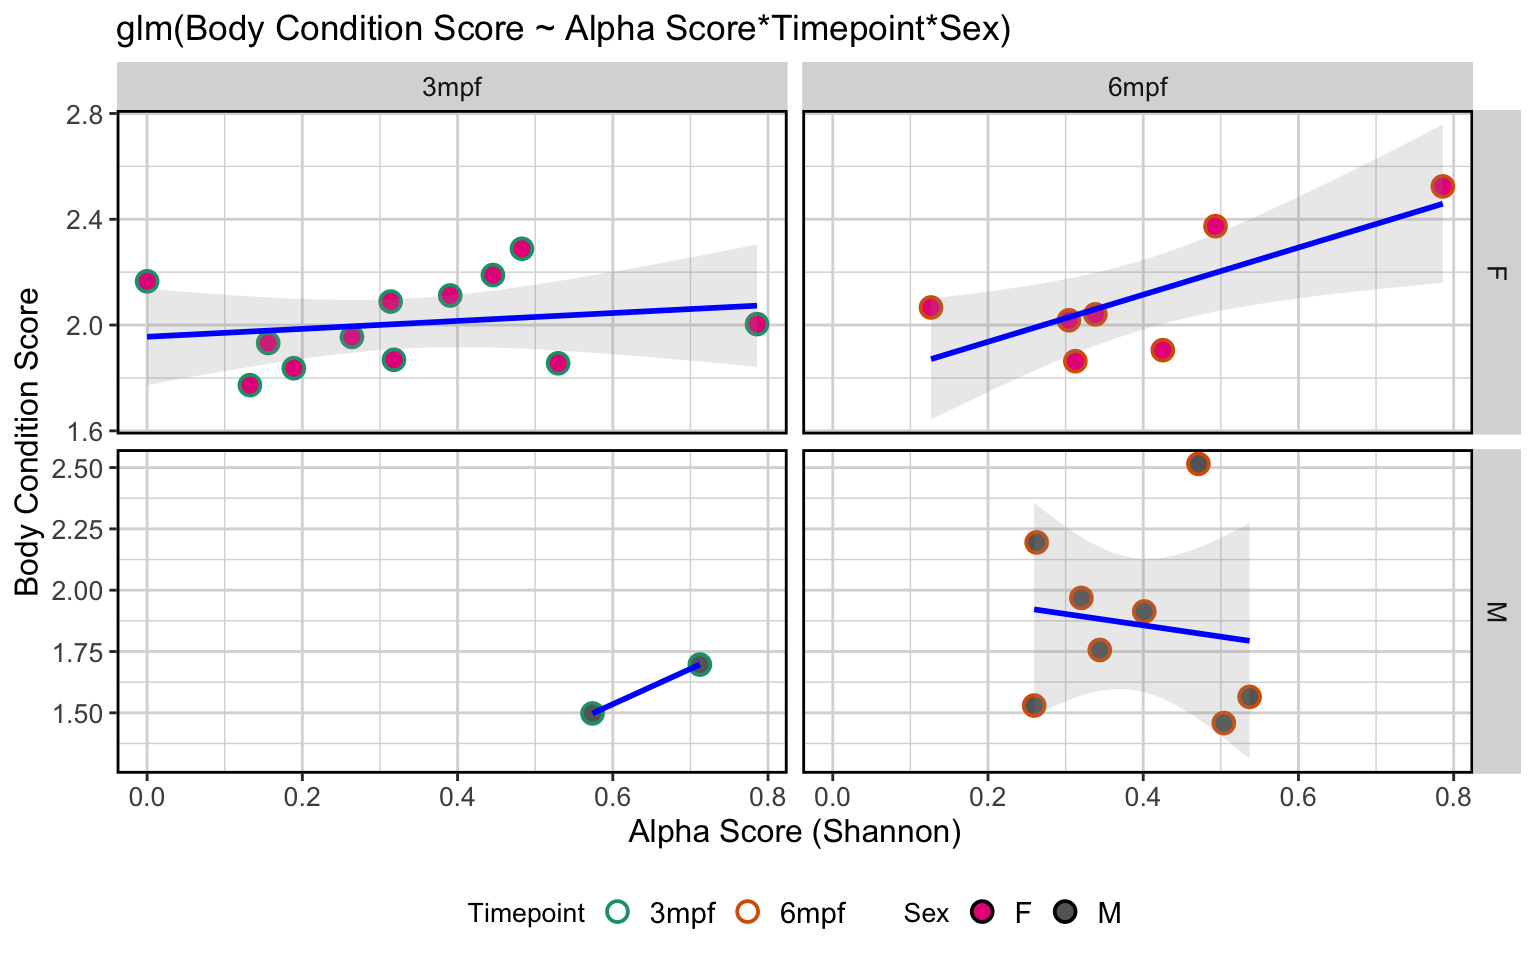 glm(Body Condition Score ~ Alpha Score*Timepoint*Sex)
3mpf
6mpf
2.8
2.4
2.0
1.6
F
2.50
2.25
2.00
1.75
1.50
M
Body Condition Score
0.0 0.2 0.4 0.6 0.8
0.0 0.2 0.4 0.6 0.8
Alpha Score (Shannon)
Timepoint 3mpf 6mpf Sex F M